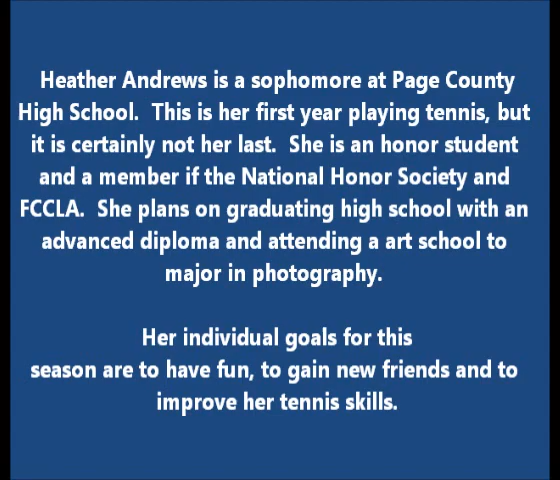 Heather Andrews is a sophomore at Page County
High School.  This is her first year playing tennis, but
it is certainly not her last.  She is an honor student
and a member if the National Honor Society and
FCCLA.  She plans on graduating high school with an
advanced diploma and attending a art school to
major in photography.
Her individual goals for this
season are to have fun, to gain new friends and to
improve her tennis skills.